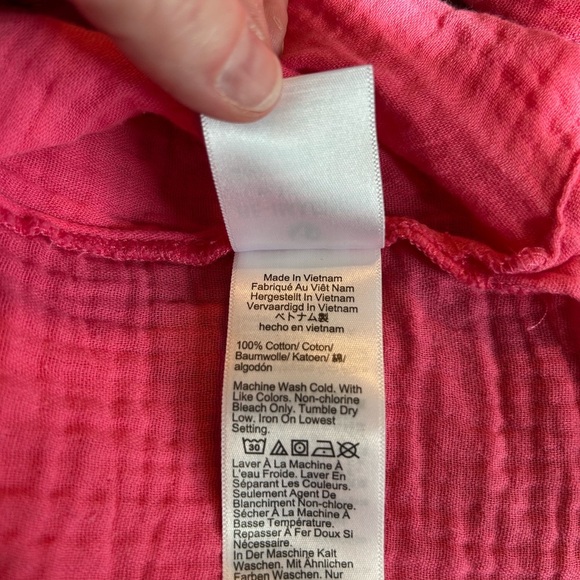 Made In Vietnam
Fabriqué Au Viêt Nam
Hergestellt In Vietnam
Vervaardigd In Vietnam
ベトナム製
hecho en vietnam
100% Cotton/ Coton/
Baumwolle/ Katoen/ 綿/
algodón
Machine Wash Cold. With
Like Colors. Non-chlorine
Bleach Only. Tumble Dry
Low. Iron On Lowest
Setting.
30
Laver À La Machine À
L'eau Froide. Laver En
Séparant Les Couleurs.
Seulement Agent De
Blanchiment Non-chlore.
Sécher À La Machine À
Basse Température.
Repasser À Fer Doux Si
Nécessaire.
In Der Maschine Kalt
Waschen. Mit Ähnlichen
Farben Waschen. Nur